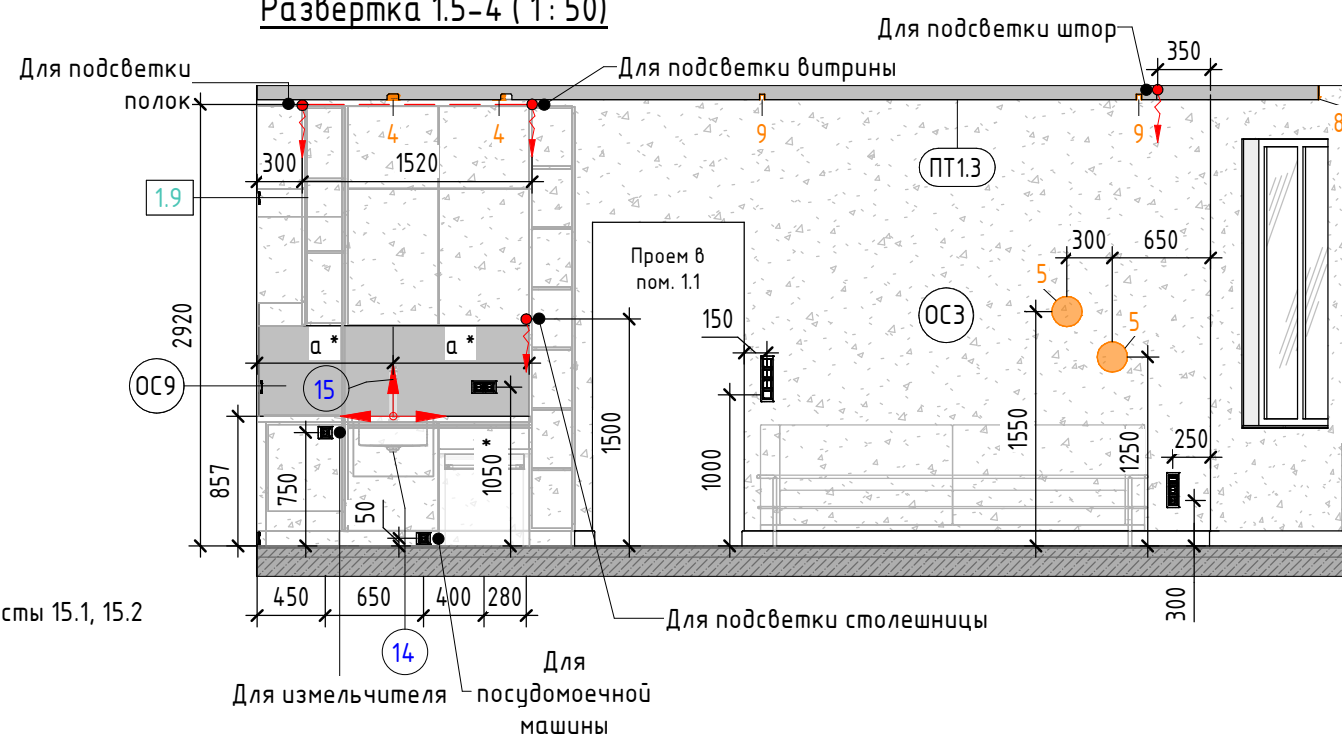 Развертка 1.5-4 (1:50)
Для подсветки штор
350
Для подсветки
полок
Для подсветки витрины
4
4
9
9
8
300
1520
ПТ1.3
1.9
Проем в
пом. 1.1
300
650
5
5
2920
150
ОС3
а *
а *
ОС9
15
1500
1000
1550
1250
250
857
750
50
1050 *
300
450
650
400
280
сты 15.1, 15.2
14
Для подсветки столешницы
Для измельчителя
Для
посудомоечной
машины